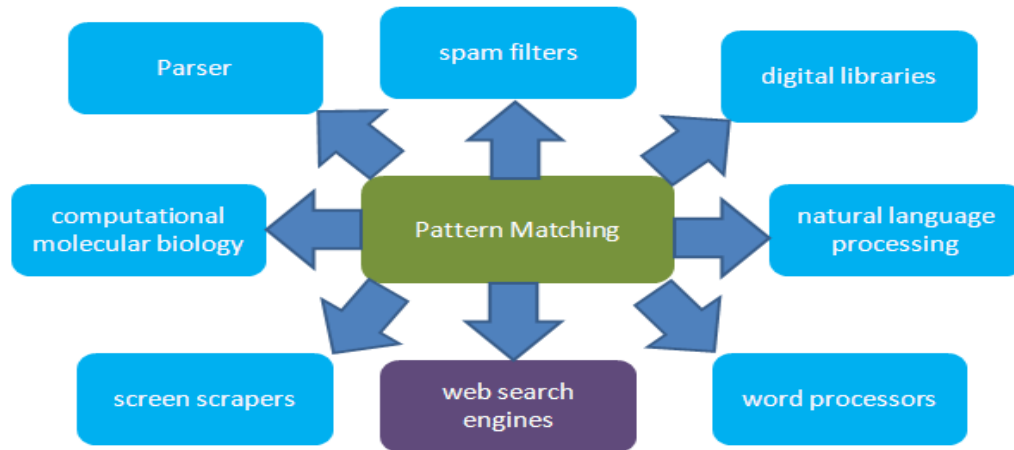 Parser
spam filters
digital libraries
computational
molecular biology
Pattern Matching
natural language
processing
screen scrapers
web search
engines
word processors